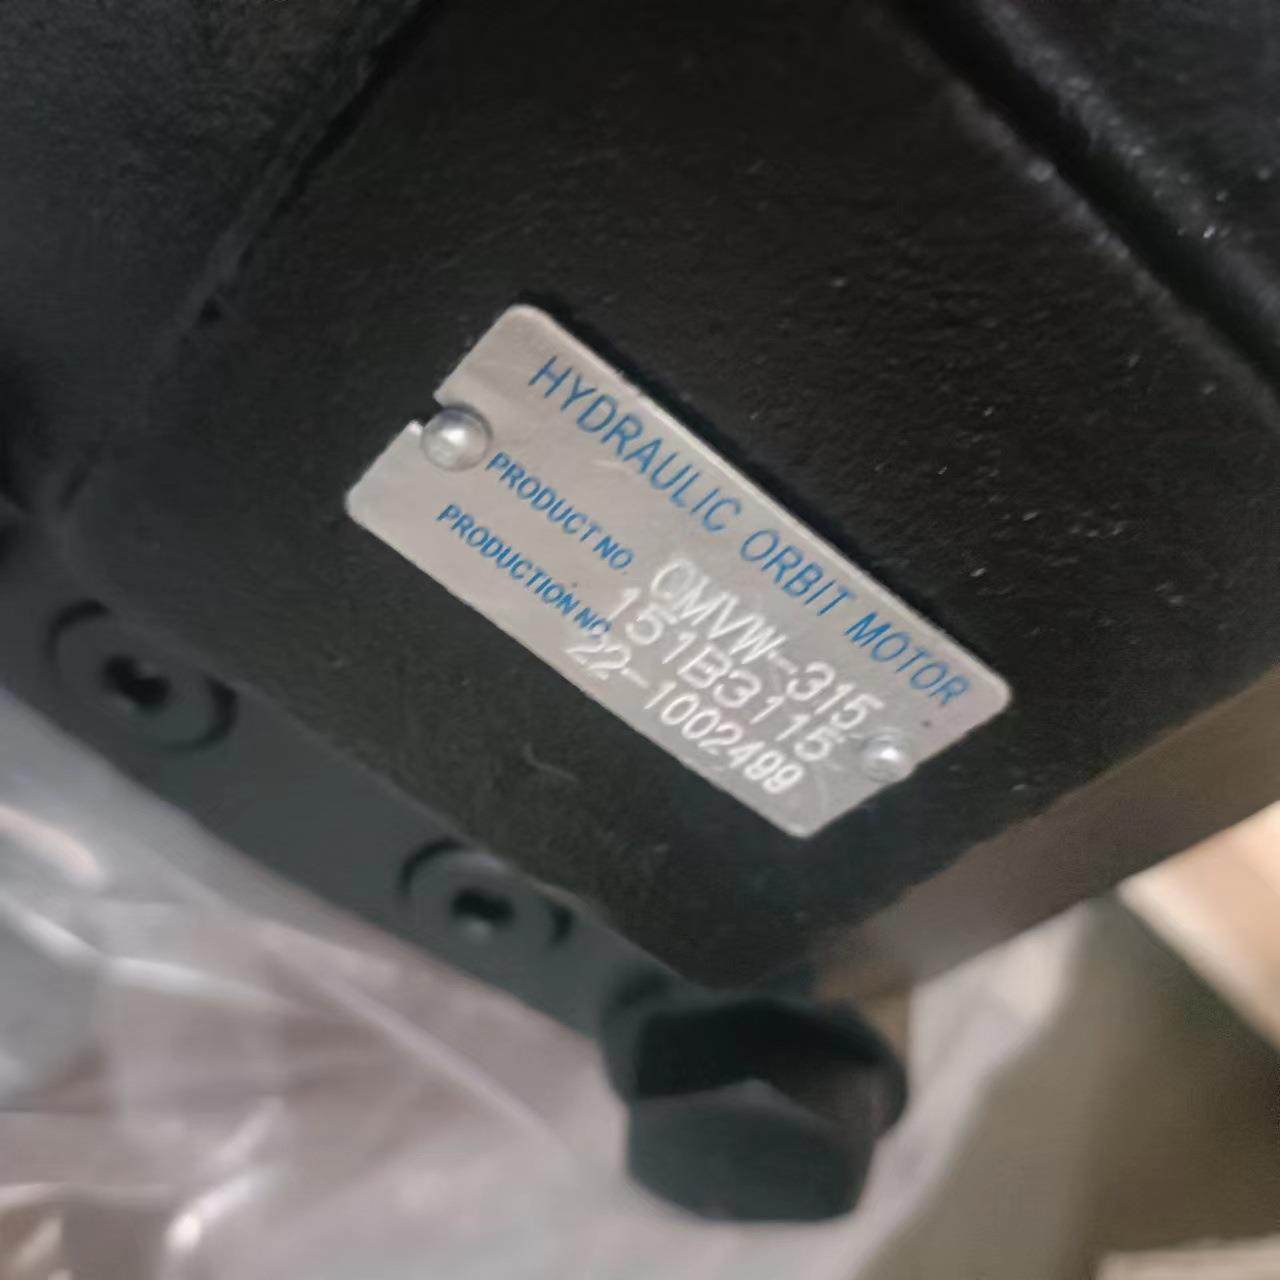 HYDRAULIC ORBIT MOTOR
PRODUCT NO. OMVW-315
151B3115
PRODUCTION NO. 22-1002499